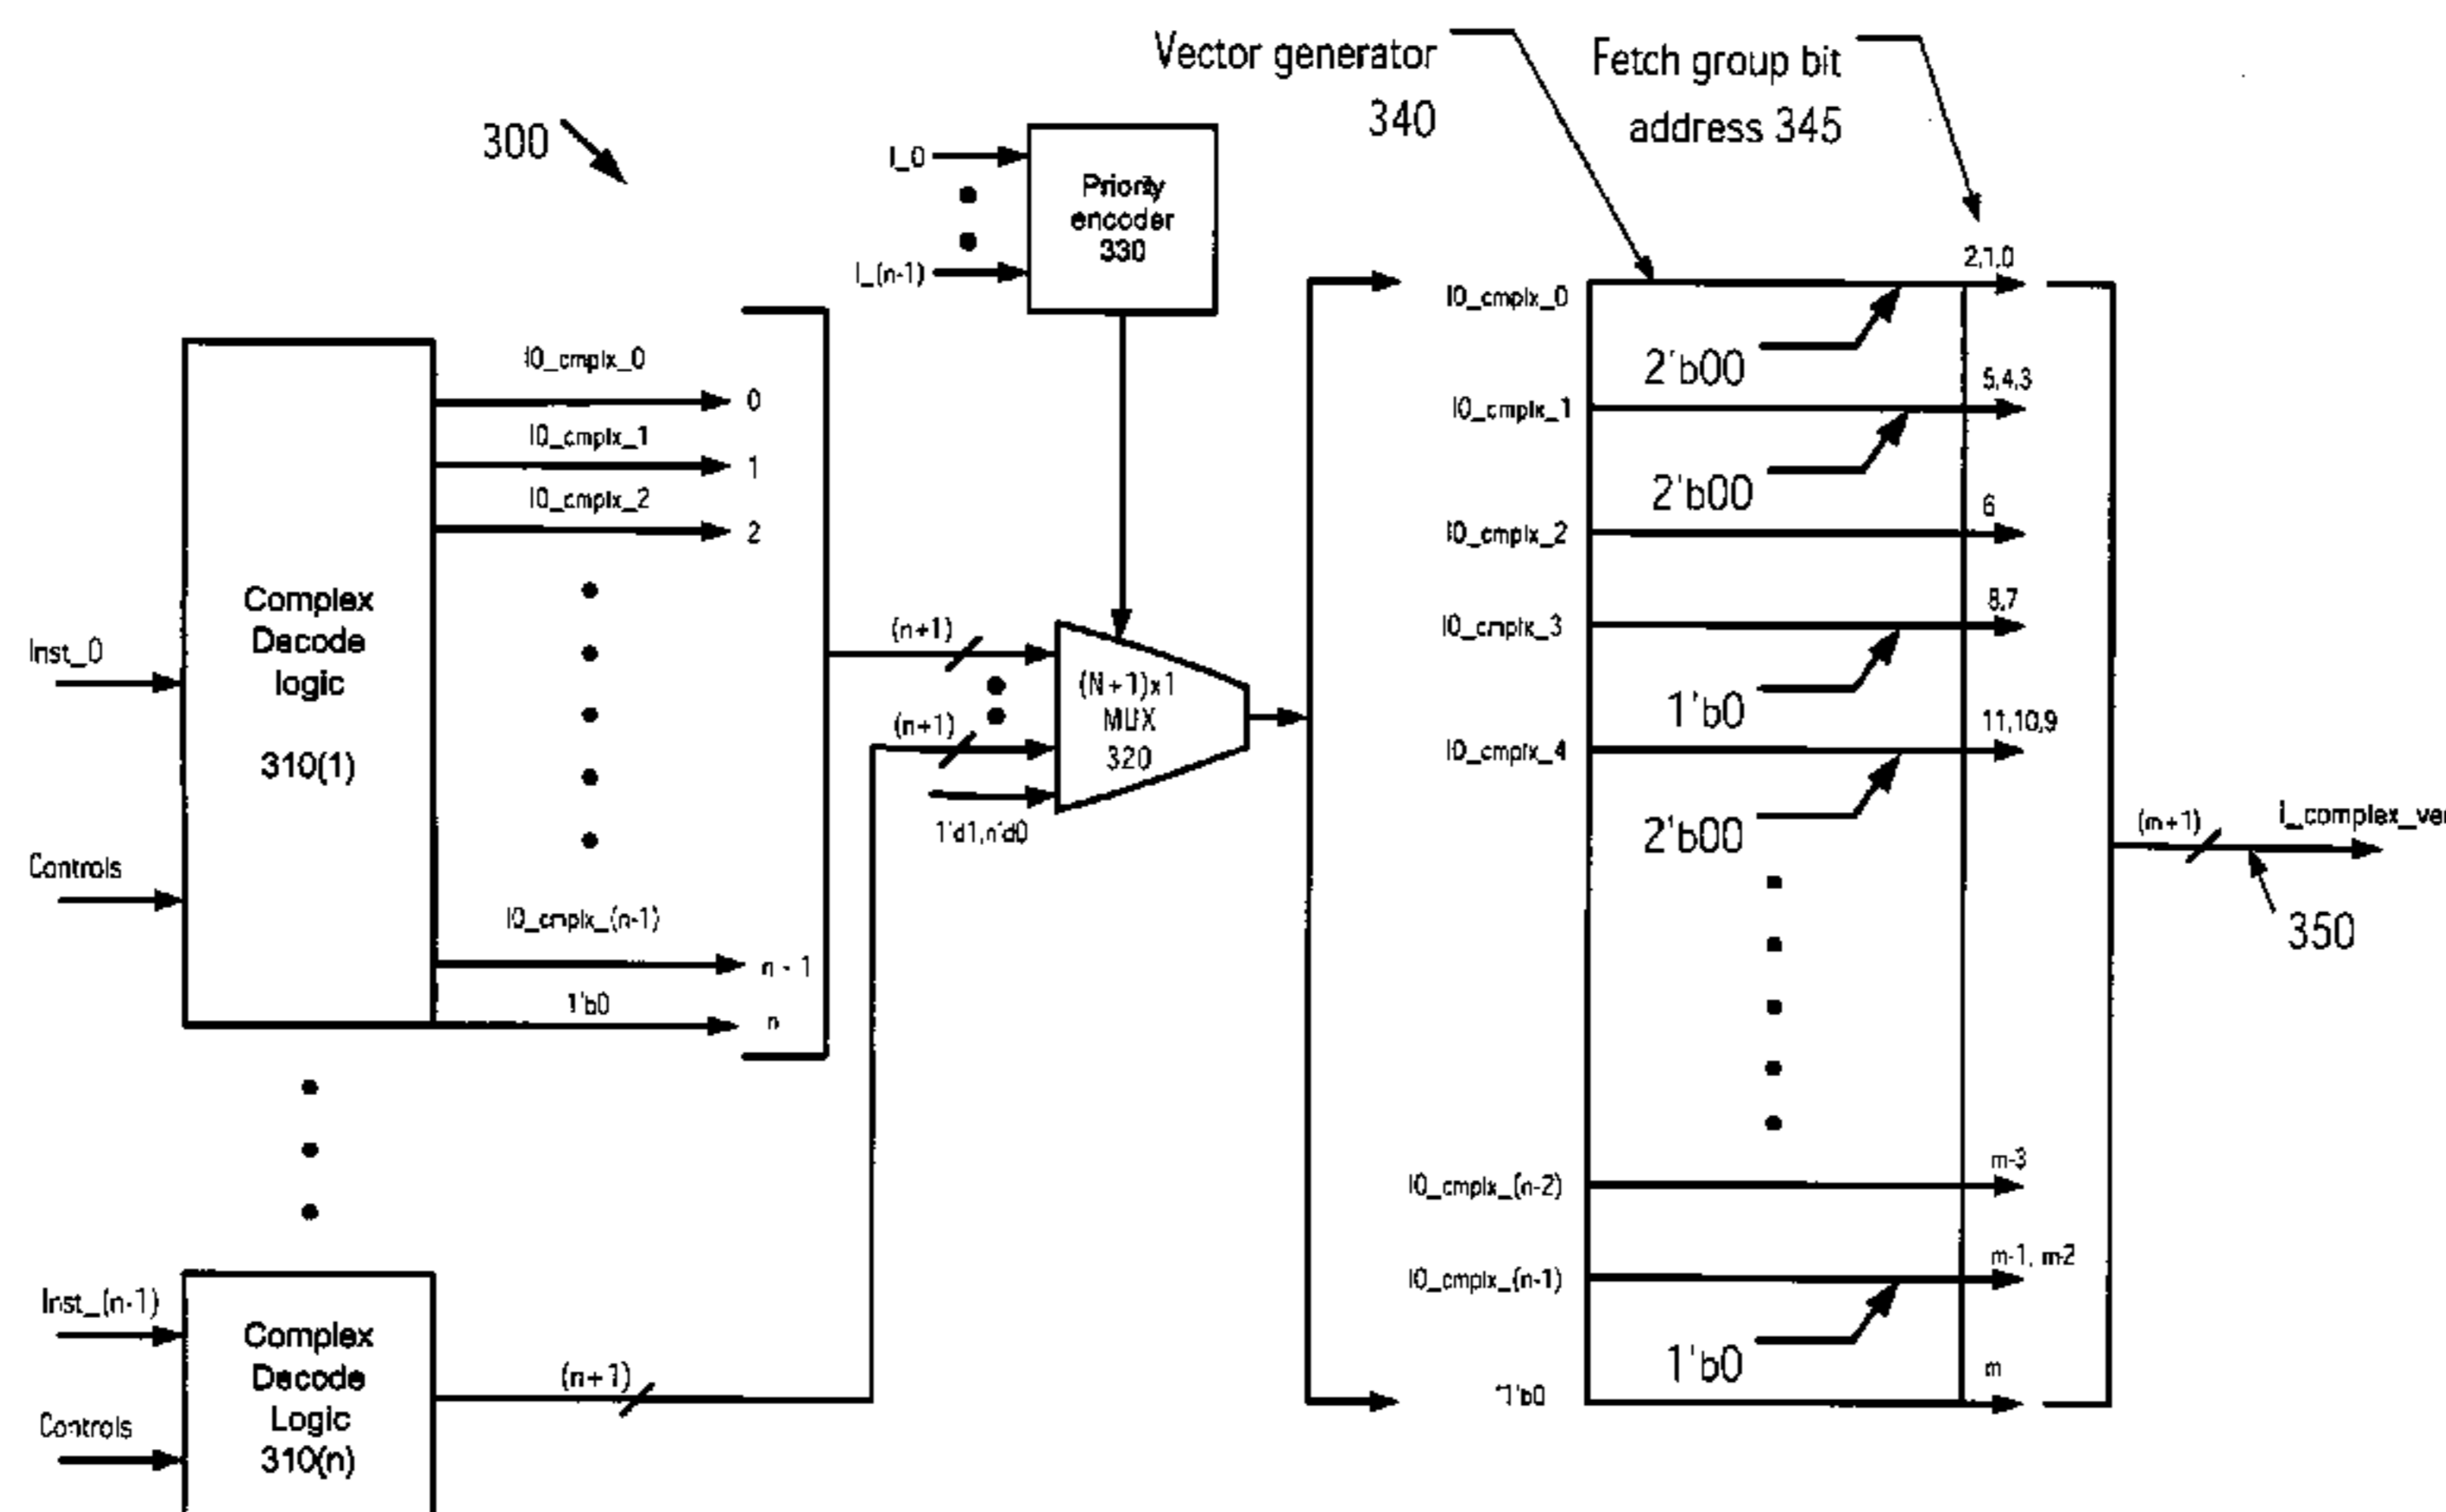 Vector generator
340
Fetch group bit
address 345
300
I_0
I_(n-1)
Priority
encoder
330
2,1,0
I0_cmplx_0
2'b00
5,4,3
I0_cmplx_1
2'b00
6
I0_cmplx_2
8,7
I0_cmplx_3
1'b0
11,10,9
I0_cmplx_4
2'b00
m-3
I0_cmplx_(n-2)
m-1, m-2
I0_cmplx_(n-1)
1'b0
m
1'b0
(m+1)
i_complex_ve
350
I0_cmplx_0
0
I0_cmplx_1
1
I0_cmplx_2
2
Complex
Decode
logic
310(1)
Inst_0
Controls
I0_cmplx_(n-1)
n - 1
1'b0
n
(n+1)
(n+1)
(N+1)x1
MUX
320
1'd1,n'd0
Inst_(n-1)
Controls
Complex
Decode
Logic
310(n)
(n+1)